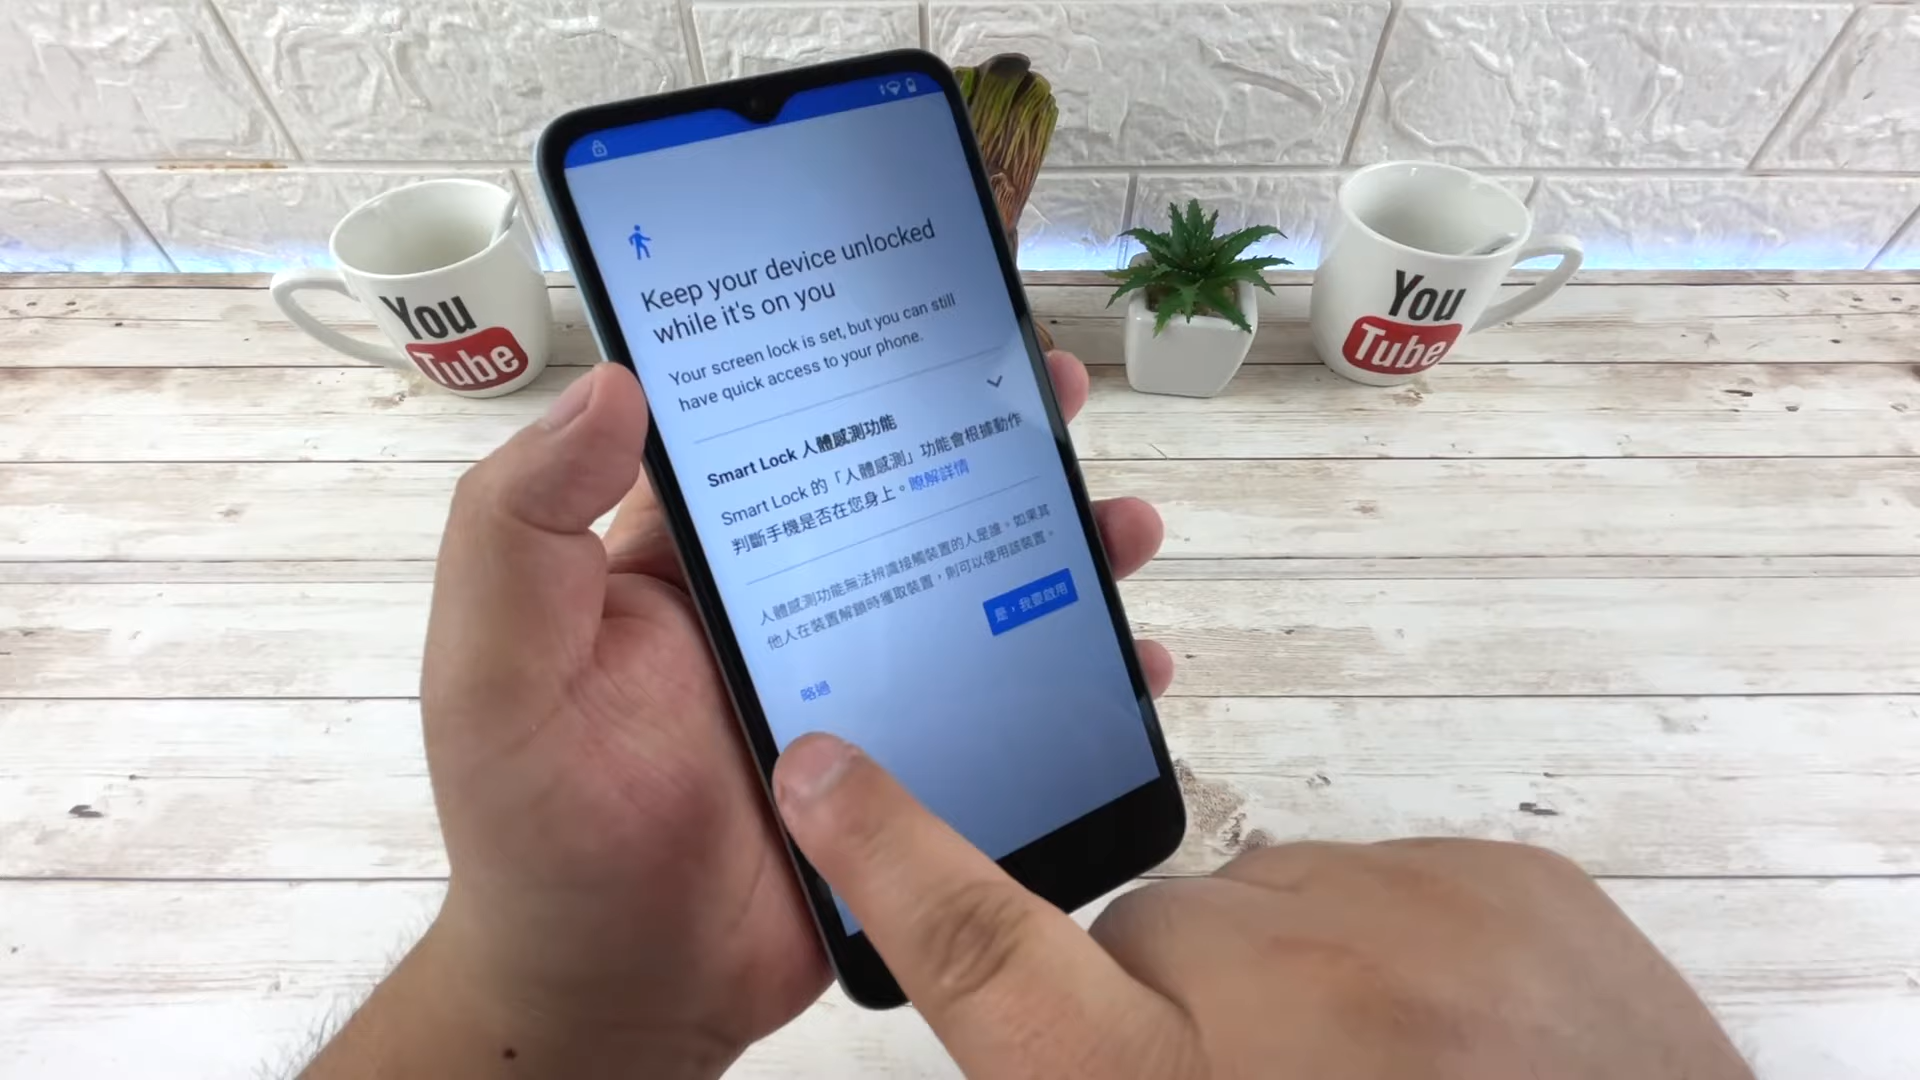 Keep your device unlocked
while it's on you
Your screen lock is set, but you can still
have quick access to your phone.
Smart Lock 人體感測功能
Smart Lock 的「人體感測」功能會根據動作
判斷手機是否在您身上。瞭解詳情
人體感測功能無法辨識接觸裝置的人是誰。如果其
他人在裝置解鎖時獲取裝置,則可以使用該裝置。
是,我要啟用
略過
You
Tube
You
Tube